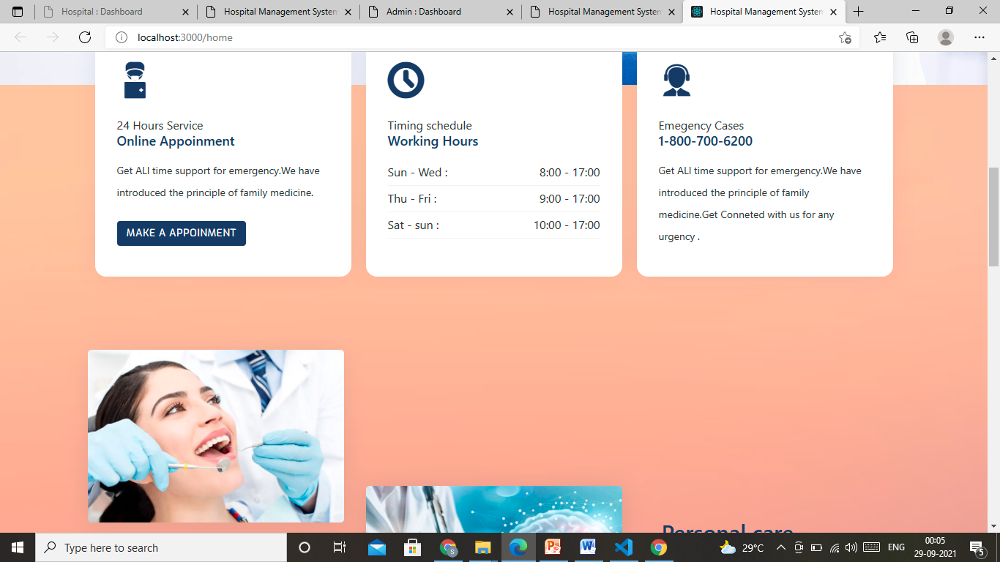 Hospital : Dashboard
Hospital Management System
Admin : Dashboard
Hospital Management System
Hospital Management System
localhost:3000/home
24 Hours Service
Online Appoinment
Get ALl time support for emergency.We have
introduced the principle of family medicine.
MAKE A APPOINMENT
Timing schedule
Working Hours
Sun - Wed : 8:00 - 17:00
Thu - Fri : 9:00 - 17:00
Sat - sun : 10:00 - 17:00
Emegency Cases
1-800-700-6200
Get ALl time support for emergency.We have
introduced the principle of family
medicine.Get Conneted with us for any
urgency .
Personal care
Type here to search
29°C
ENG
00:05
29-09-2021
5